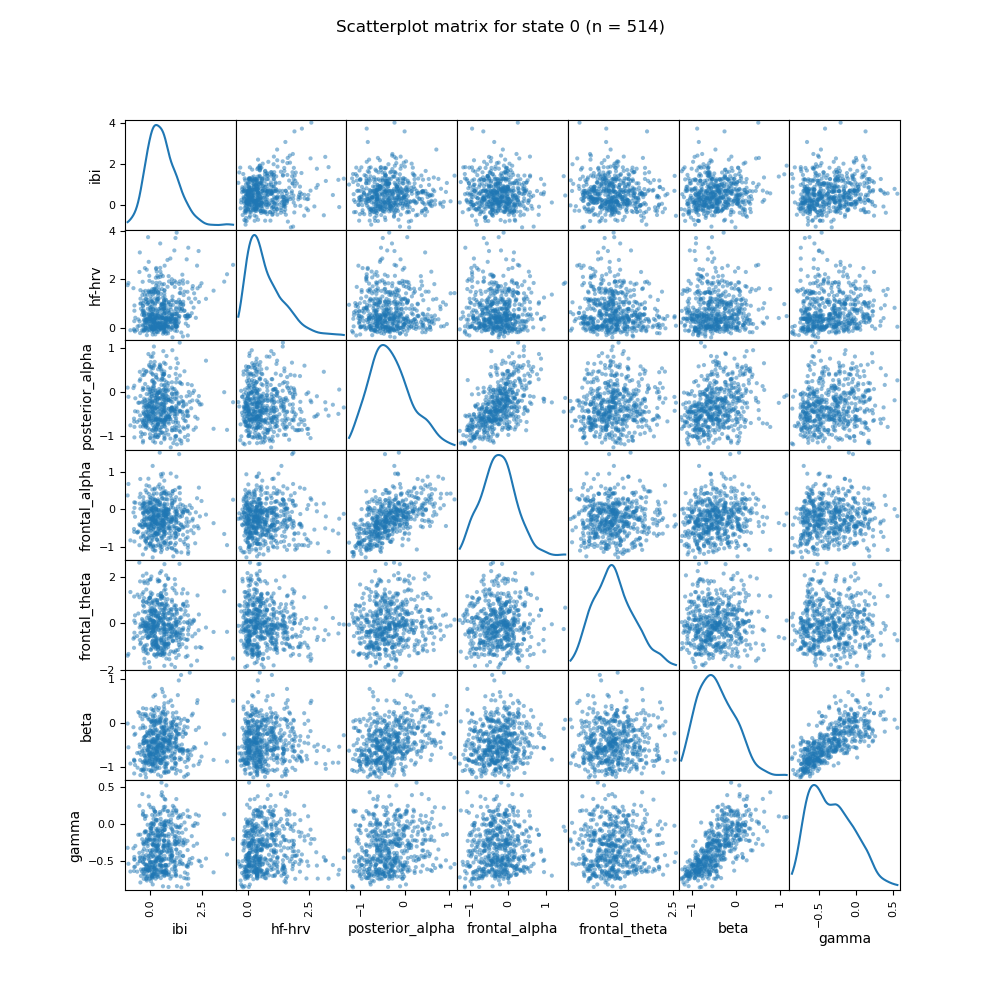 Scatterplot matrix for state 0 (n = 514)
4
2
0
ibi
4
2
0
hf-hrv
1
0
−1
posterior_alpha
1
0
−1
frontal_alpha
2
0
−2
frontal_theta
1
0
−1
beta
0.5
0.0
−0.5
gamma
0.0 2.5 0.0 2.5 −1 0 1 −1 0 1 0.0 2.5 −1 0 1 −0.5 0.0 0.5
ibi hf-hrv posterior_alpha frontal_alpha frontal_theta beta gamma